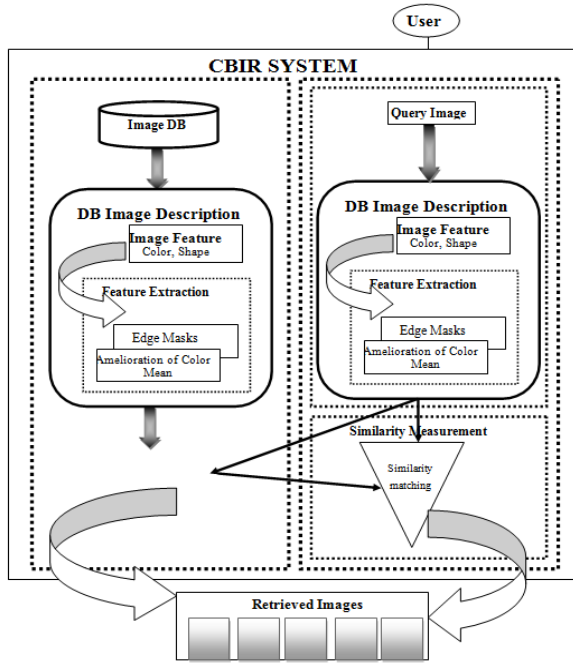 User
CBIR SYSTEM
Image DB
DB Image Description
Image Feature
Color, Shape
Feature Extraction
Edge Masks
Amelioration of Color
Mean
Query Image
DB Image Description
Image Feature
Color, Shape
Feature Extraction
Edge Masks
Amelioration of Color
Mean
Similarity Measurement
Similarity
matching
Retrieved Images